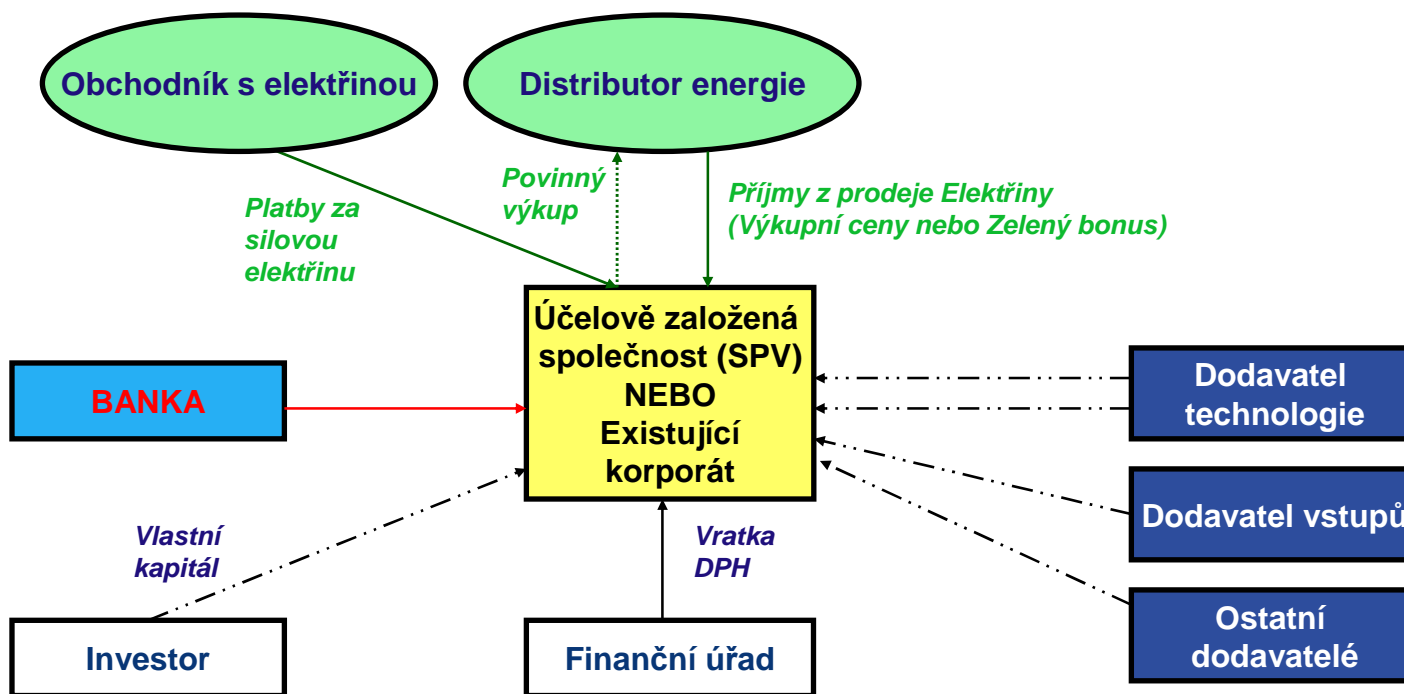 Obchodník s elektřinou
Distributor energie
Platby za
silovou
elektřinu
Povinný
výkup
Příjmy z prodeje Elektřiny
(Výkupní ceny nebo Zelený bonus)
Účelově založená
společnost (SPV)
NEBO
Existující
korporát
BANKA
Dodavatel
technologie
Dodavatel vstupů
Ostatní
dodavatelé
Vlastní
kapitál
Vratka
DPH
Investor
Finanční úřad